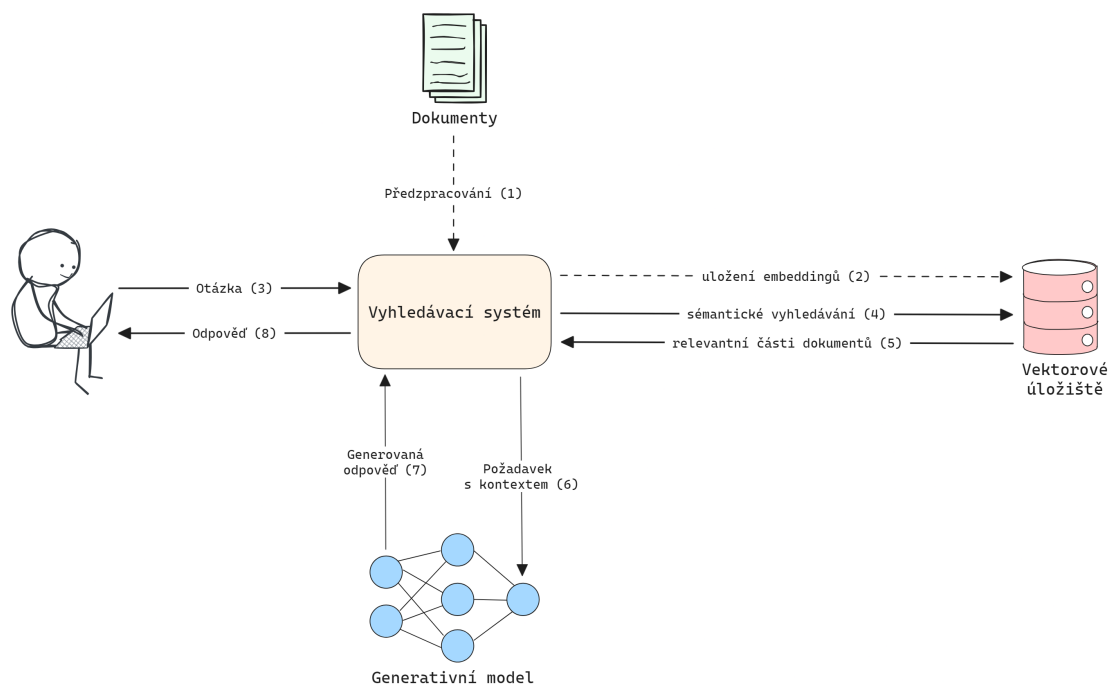 Dokumenty
Předzpracování (1)
uložení embeddingů (2)
Otázka (3)
Vyhledávací systém
sémantické vyhledávání (4)
Odpověď (8)
relevantní části dokumentů (5)
Vektorové
úložiště
Generovaná
odpověď (7)
Požadavek
s kontextem (6)
Generativní model